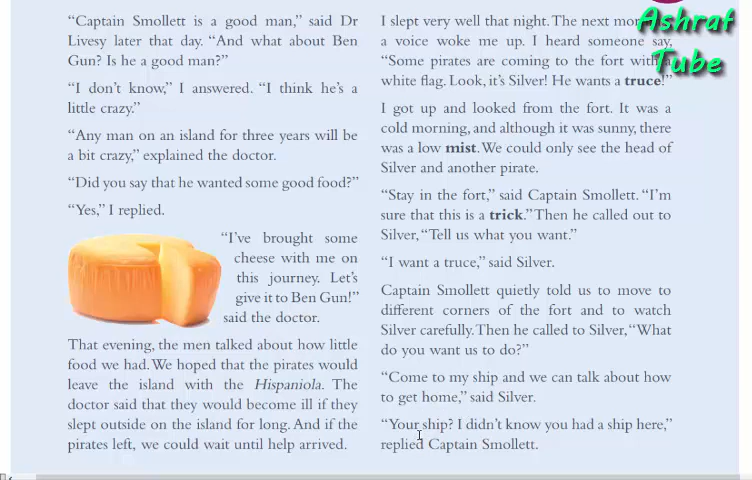 “Captain Smollett is a good man,” said Dr
Livesy later that day. “And what about Ben
Gun? Is he a good man?”
“I don’t know,” I answered. “I think he’s a
little crazy.”
“Any man on an island for three years will be
a bit crazy,” explained the doctor.
“Did you say that he wanted some good food?”
“Yes,” I replied.
“I’ve brought some
cheese with me on
this journey. Let’s
give it to Ben Gun!”
said the doctor.
That evening, the men talked about how little
food we had. We hoped that the pirates would
leave the island with the Hispaniola. The
doctor said that they would become ill if they
slept outside on the island for long. And if the
pirates left, we could wait until help arrived.
I slept very well that night. The next
a voice woke me up. I heard someone say,
“Some pirates are coming to the fort with a
white flag. Look, it’s Silver! He wants a truce!”
I got up and looked from the fort. It was a
cold morning, and although it was sunny, there
was a low mist. We could only see the head of
Silver and another pirate.
“Stay in the fort,” said Captain Smollett. “I’m
sure that this is a trick.” Then he called out to
Silver, “Tell us what you want.”
“I want a truce,” said Silver.
Captain Smollett quietly told us to move to
different corners of the fort and to watch
Silver carefully. Then he called to Silver, “What
do you want us to do?”
“Come to my ship and we can talk about how
to get home,” said Silver.
“Your ship? I didn’t know you had a ship here,”
replied Captain Smollett.
Ashraf
Tube